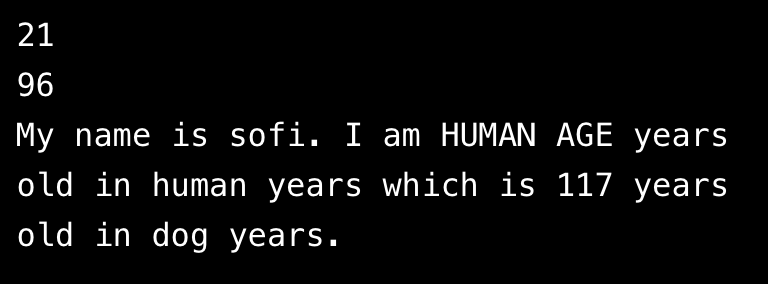 21
96
My name is sofi. I am HUMAN AGE years
old in human years which is 117 years
old in dog years.